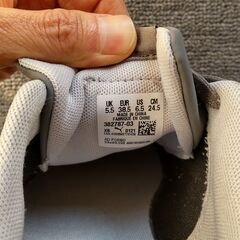 UK EUR US CM
5.5 38.5 6.5 24.5
382787-03
MADE IN CHINA
FABRIQUE EN CHINE
XB 0121